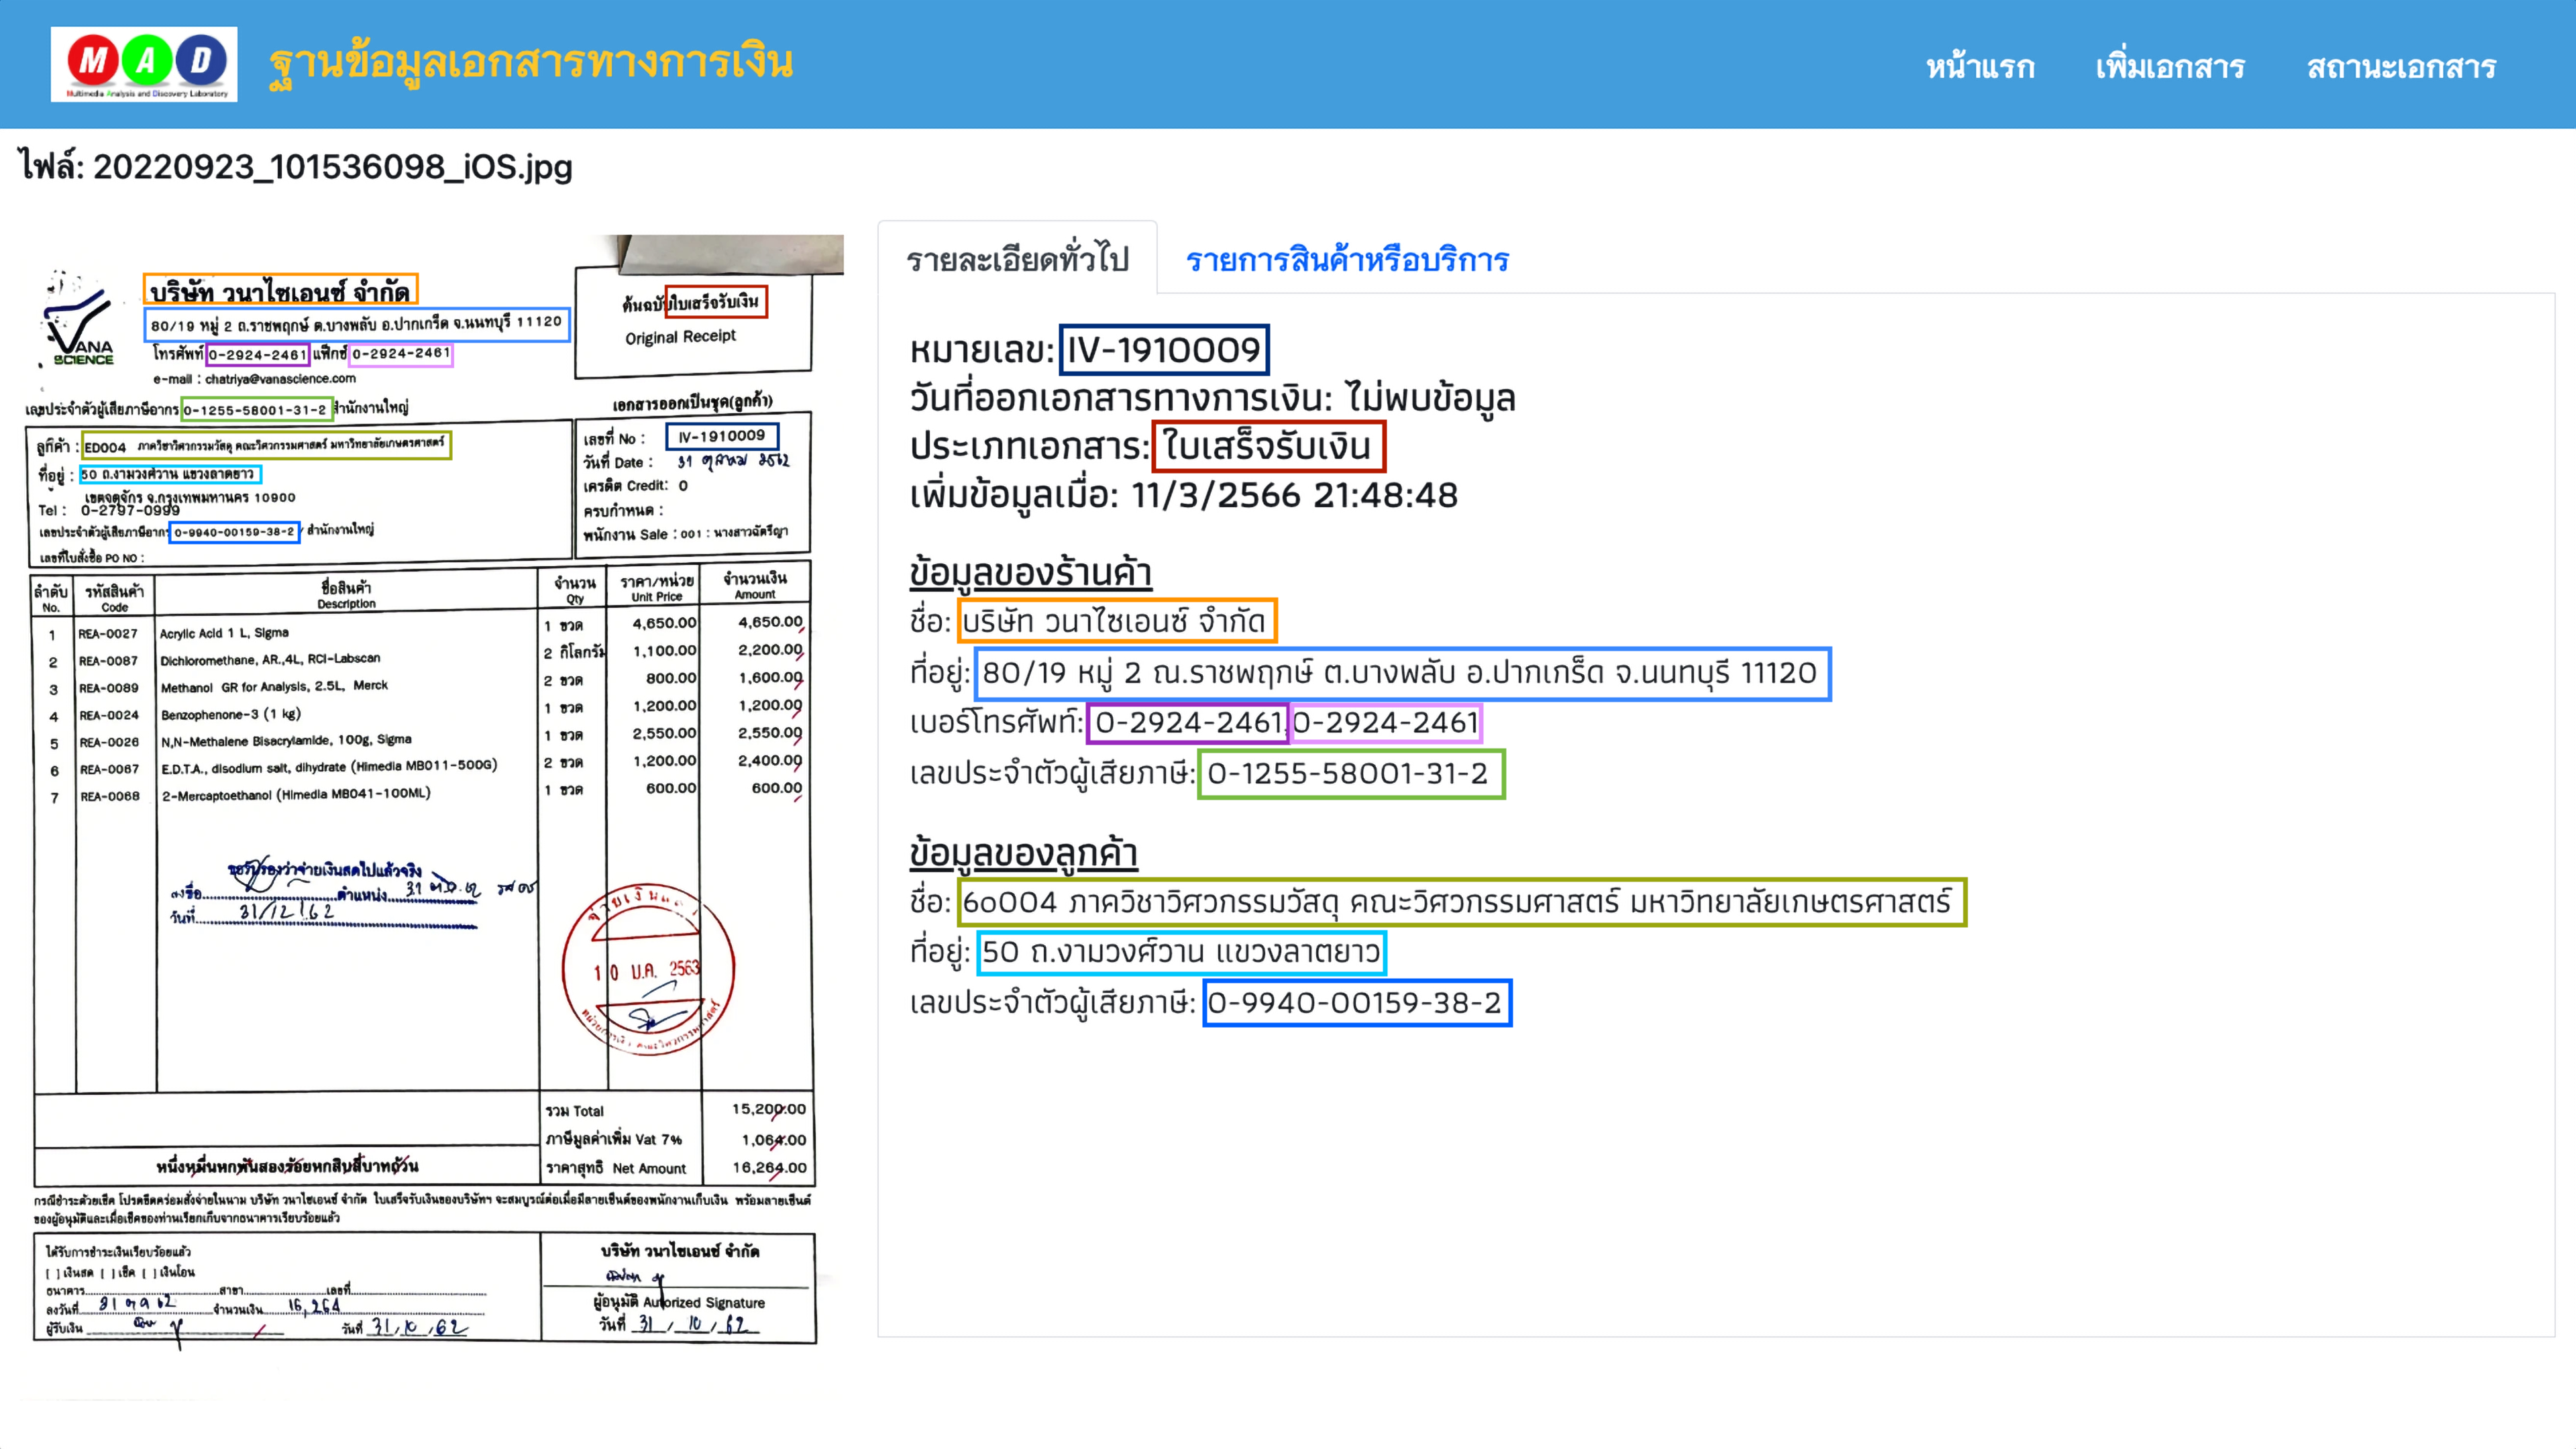 MAD
Multimedia Analysis and Discovery Laboratory
ฐานข้อมูลเอกสารทางการเงิน
หน้าแรก เพิ่มเอกสาร สถานะเอกสาร
ไฟล์: 20220923_101536098_iOS.jpg
VANA
SCIENCE
บริษัท วนาไซเอนซ์ จำกัด
80/19 หมู่ 2 ถ.ราชพฤกษ์ ต.บางพลับ อ.ปากเกร็ด จ.นนทบุรี 11120
โทรศัพท์ 0-2924-2461 แฟ็กซ์ 0-2924-2461
e-mail : chatriya@vanascience.com
ต้นฉบับใบเสร็จรับเงิน
Original Receipt
เลขประจำตัวผู้เสียภาษีอากร 0-1255-58001-31-2 สำนักงานใหญ่
เอกสารออกเป็นชุด(ลูกค้า)
ลูกค้า : ED004 ภาควิชาวิศวกรรมวัสดุ คณะวิศวกรรมศาสตร์ มหาวิทยาลัยเกษตรศาสตร์
ที่อยู่ : 50 ถ.งามวงศ์วาน แขวงลาดยาว
เขตจตุจักร จ.กรุงเทพมหานคร 10900
Tel : 0-2797-0999
เลขประจำตัวผู้เสียภาษีอากร 0-9940-00159-38-2 / สำนักงานใหญ่
เลขที่ใบสั่งซื้อ PO NO :
เลขที่ No : IV-1910009
วันที่ Date : 31 ตุลาคม 2562
เครดิต Credit: 0
ครบกำหนด :
พนักงาน Sale : 001 : นางสาวฉัตรีญา
ลำดับ รหัสสินค้า ชื่อสินค้า จำนวน ราคา/หน่วย จำนวนเงิน
No. Code Description Qty Unit Price Amount
1 REA-0027 Acrylic Acid 1 L, Sigma 1 ขวด 4,650.00 4,650.00
2 REA-0087 Dichloromethane, AR.,4L, RCI-Labscan 2 กิโลกรัม 1,100.00 2,200.00
3 REA-0089 Methanol GR for Analysis, 2.5L, Merck 2 ขวด 800.00 1,600.00
4 REA-0024 Benzophenone-3 (1 kg) 1 ขวด 1,200.00 1,200.00
5 REA-0026 N,N-Methalene Bisacrylamide, 100g, Sigma 1 ขวด 2,550.00 2,550.00
6 REA-0067 E.D.T.A., disodium salt, dihydrate (Himedia MB011-500G) 2 ขวด 1,200.00 2,400.00
7 REA-0068 2-Mercaptoethanol (Himedia MB041-100ML) 1 ขวด 600.00 600.00
ขอรับรองว่าจ่ายเงินสดไปแล้วจริง
ลงชื่อ ตำแหน่ง
วันที่ 31/12/62
จ่ายเงินแล้ว
10 ม.ค. 2563
รวม Total 15,200.00
ภาษีมูลค่าเพิ่ม Vat 7% 1,064.00
หนึ่งหมื่นหกพันสองร้อยหกสิบสี่บาทถ้วน ราคาสุทธิ Net Amount 16,264.00
กรณีชำระด้วยเช็ค โปรดขีดคร่อมสั่งจ่ายในนาม บริษัท วนาไซเอนซ์ จำกัด ใบเสร็จรับเงินของบริษัทฯ จะสมบูรณ์ต่อเมื่อมีลายเซ็นต์ของพนักงานเก็บเงิน พร้อมลายเซ็นต์
ของผู้อนุมัติและเมื่อเช็คของท่านเรียกเก็บจากธนาคารเรียบร้อยแล้ว
ได้รับการชำระเงินเรียบร้อยแล้ว
[ ] เงินสด [ ] เช็ค [ ] เงินโอน
ธนาคาร สาขา เลขที่
ลงวันที่ 31 ตค 62 จำนวนเงิน 16,264
ผู้รับเงิน วันที่ 31/10/62
บริษัท วนาไซเอนซ์ จำกัด
ผู้อนุมัติ Autorized Signature
วันที่ 31 / 10 / 62
รายละเอียดทั่วไป รายการสินค้าหรือบริการ
หมายเลข: IV-1910009
วันที่ออกเอกสารทางการเงิน: ไม่พบข้อมูล
ประเภทเอกสาร: ใบเสร็จรับเงิน
เพิ่มข้อมูลเมื่อ: 11/3/2566 21:48:48
ข้อมูลของร้านค้า
ชื่อ: บริษัท วนาไซเอนซ์ จำกัด
ที่อยู่: 80/19 หมู่ 2 ณ.ราชพฤกษ์ ต.บางพลับ อ.ปากเกร็ด จ.นนทบุรี 11120
เบอร์โทรศัพท์: 0-2924-2461,0-2924-2461
เลขประจำตัวผู้เสียภาษี: 0-1255-58001-31-2
ข้อมูลของลูกค้า
ชื่อ: 6o004 ภาควิชาวิศวกรรมวัสดุ คณะวิศวกรรมศาสตร์ มหาวิทยาลัยเกษตรศาสตร์
ที่อยู่: 50 ถ.งามวงศ์วาน แขวงลาตยาว
เลขประจำตัวผู้เสียภาษี: 0-9940-00159-38-2